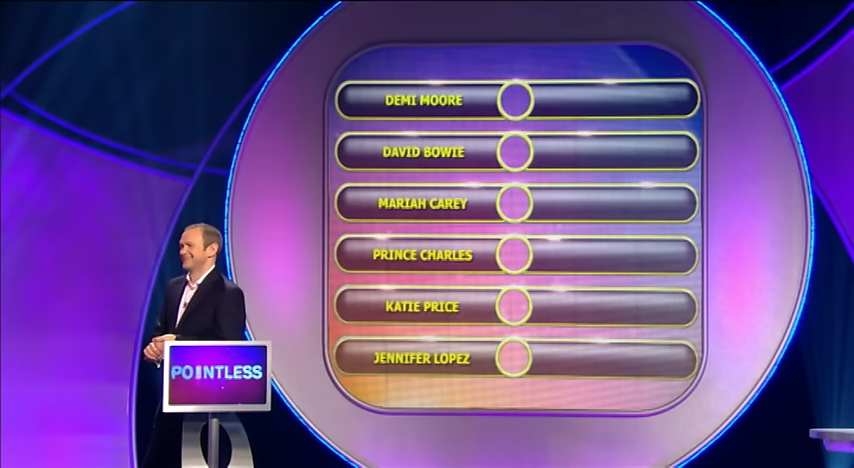 DEMI MOORE
DAVID BOWIE
MARIAH CAREY
PRINCE CHARLES
KATIE PRICE
JENNIFER LOPEZ
POINTLESS